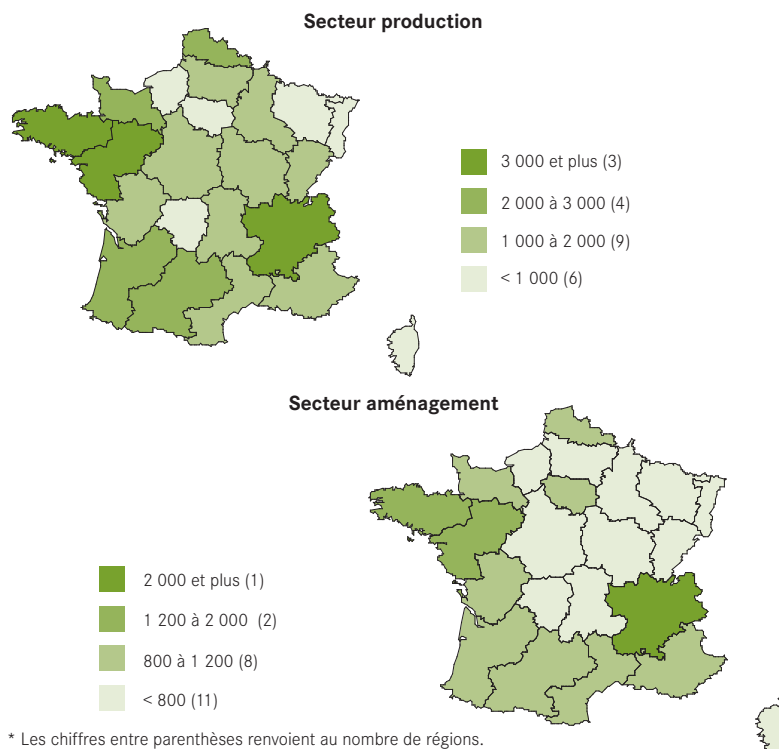 Secteur production
3 000 et plus (3)
2 000 à 3 000 (4)
1 000 à 2 000 (9)
< 1 000 (6)
Secteur aménagement
2 000 et plus (1)
1 200 à 2 000 (2)
800 à 1 200 (8)
< 800 (11)
* Les chiffres entre parenthèses renvoient au nombre de régions.